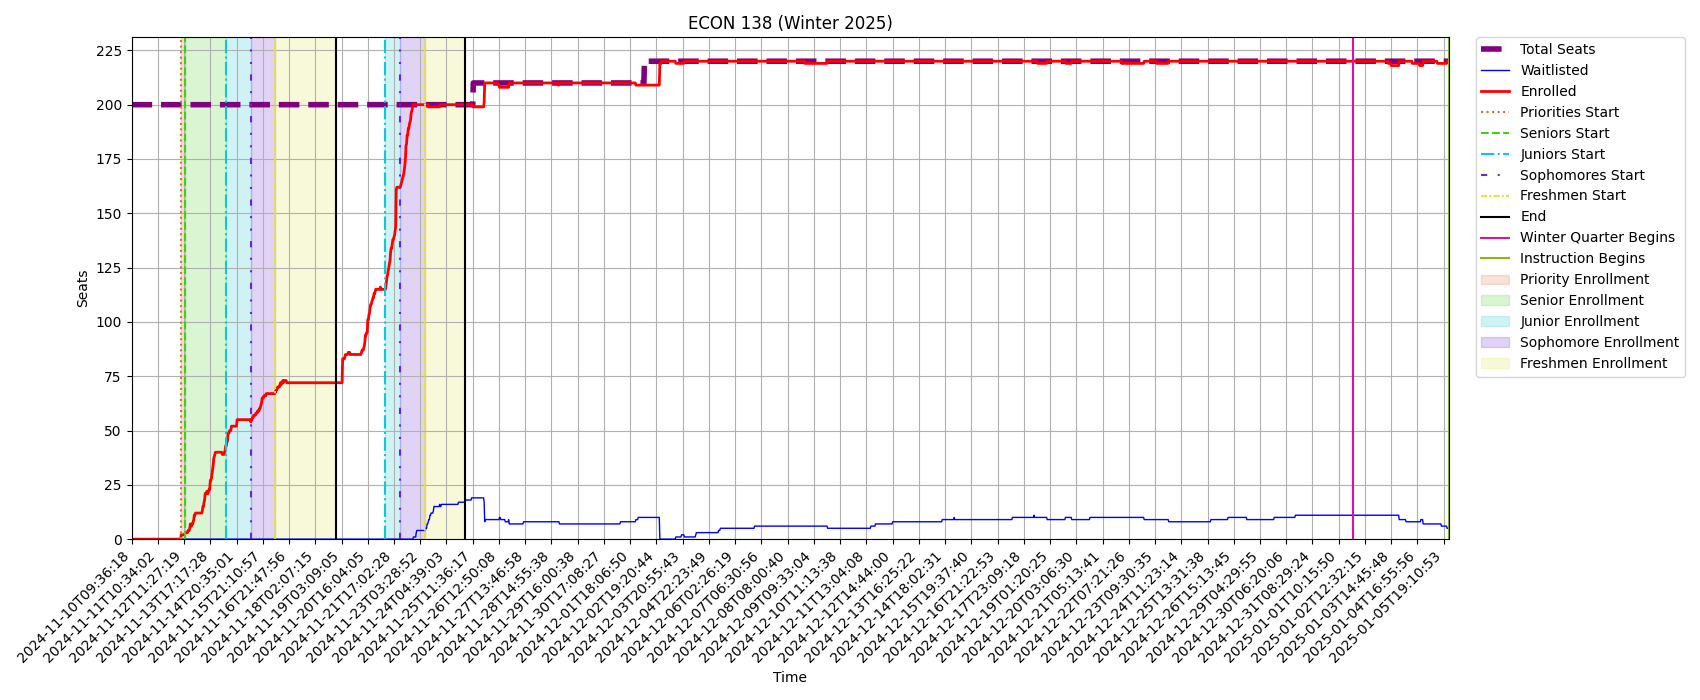 ECON 138 (Winter 2025)
Seats
225
200
175
150
125
100
75
50
25
0
2024-11-10T09:36:18
2024-11-11T10:34:02
2024-11-12T11:27:19
2024-11-13T17:17:28
2024-11-14T20:35:01
2024-11-15T21:10:57
2024-11-16T21:47:56
2024-11-18T02:07:15
2024-11-19T03:09:05
2024-11-20T16:04:05
2024-11-21T17:02:28
2024-11-23T03:28:52
2024-11-24T04:39:03
2024-11-25T11:36:17
2024-11-26T12:50:08
2024-11-27T13:46:58
2024-11-28T14:55:38
2024-11-29T16:00:38
2024-11-30T17:08:27
2024-12-01T18:06:50
2024-12-02T19:20:44
2024-12-03T20:55:43
2024-12-04T22:23:49
2024-12-06T02:26:19
2024-12-07T06:30:56
2024-12-08T08:00:40
2024-12-09T09:33:04
2024-12-10T11:13:38
2024-12-11T13:04:08
2024-12-12T14:44:00
2024-12-13T16:25:22
2024-12-14T18:02:31
2024-12-15T19:37:40
2024-12-16T21:22:53
2024-12-17T23:09:18
2024-12-19T01:20:25
2024-12-20T03:06:30
2024-12-21T05:13:41
2024-12-22T07:21:26
2024-12-23T09:30:35
2024-12-24T11:23:14
2024-12-25T13:31:38
2024-12-26T15:13:45
2024-12-29T04:29:55
2024-12-30T06:20:06
2024-12-31T08:29:24
2025-01-01T10:15:50
2025-01-02T12:32:15
2025-01-03T14:45:48
2025-01-04T16:55:56
2025-01-05T19:10:53
Time
Total Seats
Waitlisted
Enrolled
Priorities Start
Seniors Start
Juniors Start
Sophomores Start
Freshmen Start
End
Winter Quarter Begins
Instruction Begins
Priority Enrollment
Senior Enrollment
Junior Enrollment
Sophomore Enrollment
Freshmen Enrollment